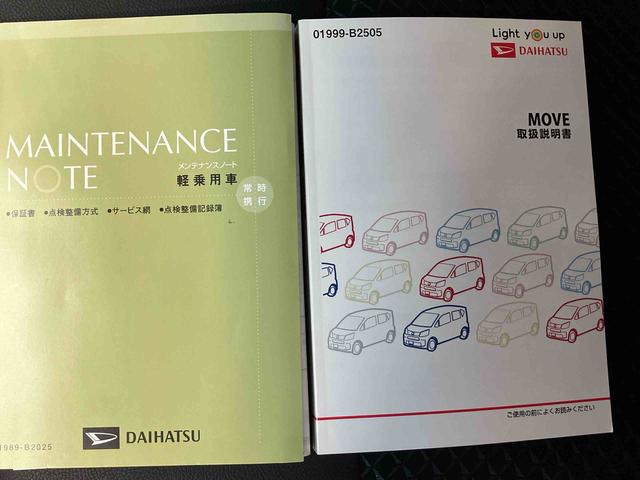 MAINTENANCE
NOTE
メンテナンスノート
軽乗用車
常時
携行
•保証書 •点検整備方式 •サービス網 •点検整備記録簿
DAIHATSU
1989-B2025
01999-B2505
Light you up
DAIHATSU
MOVE
取扱説明書
ご使用の前によくお読みください